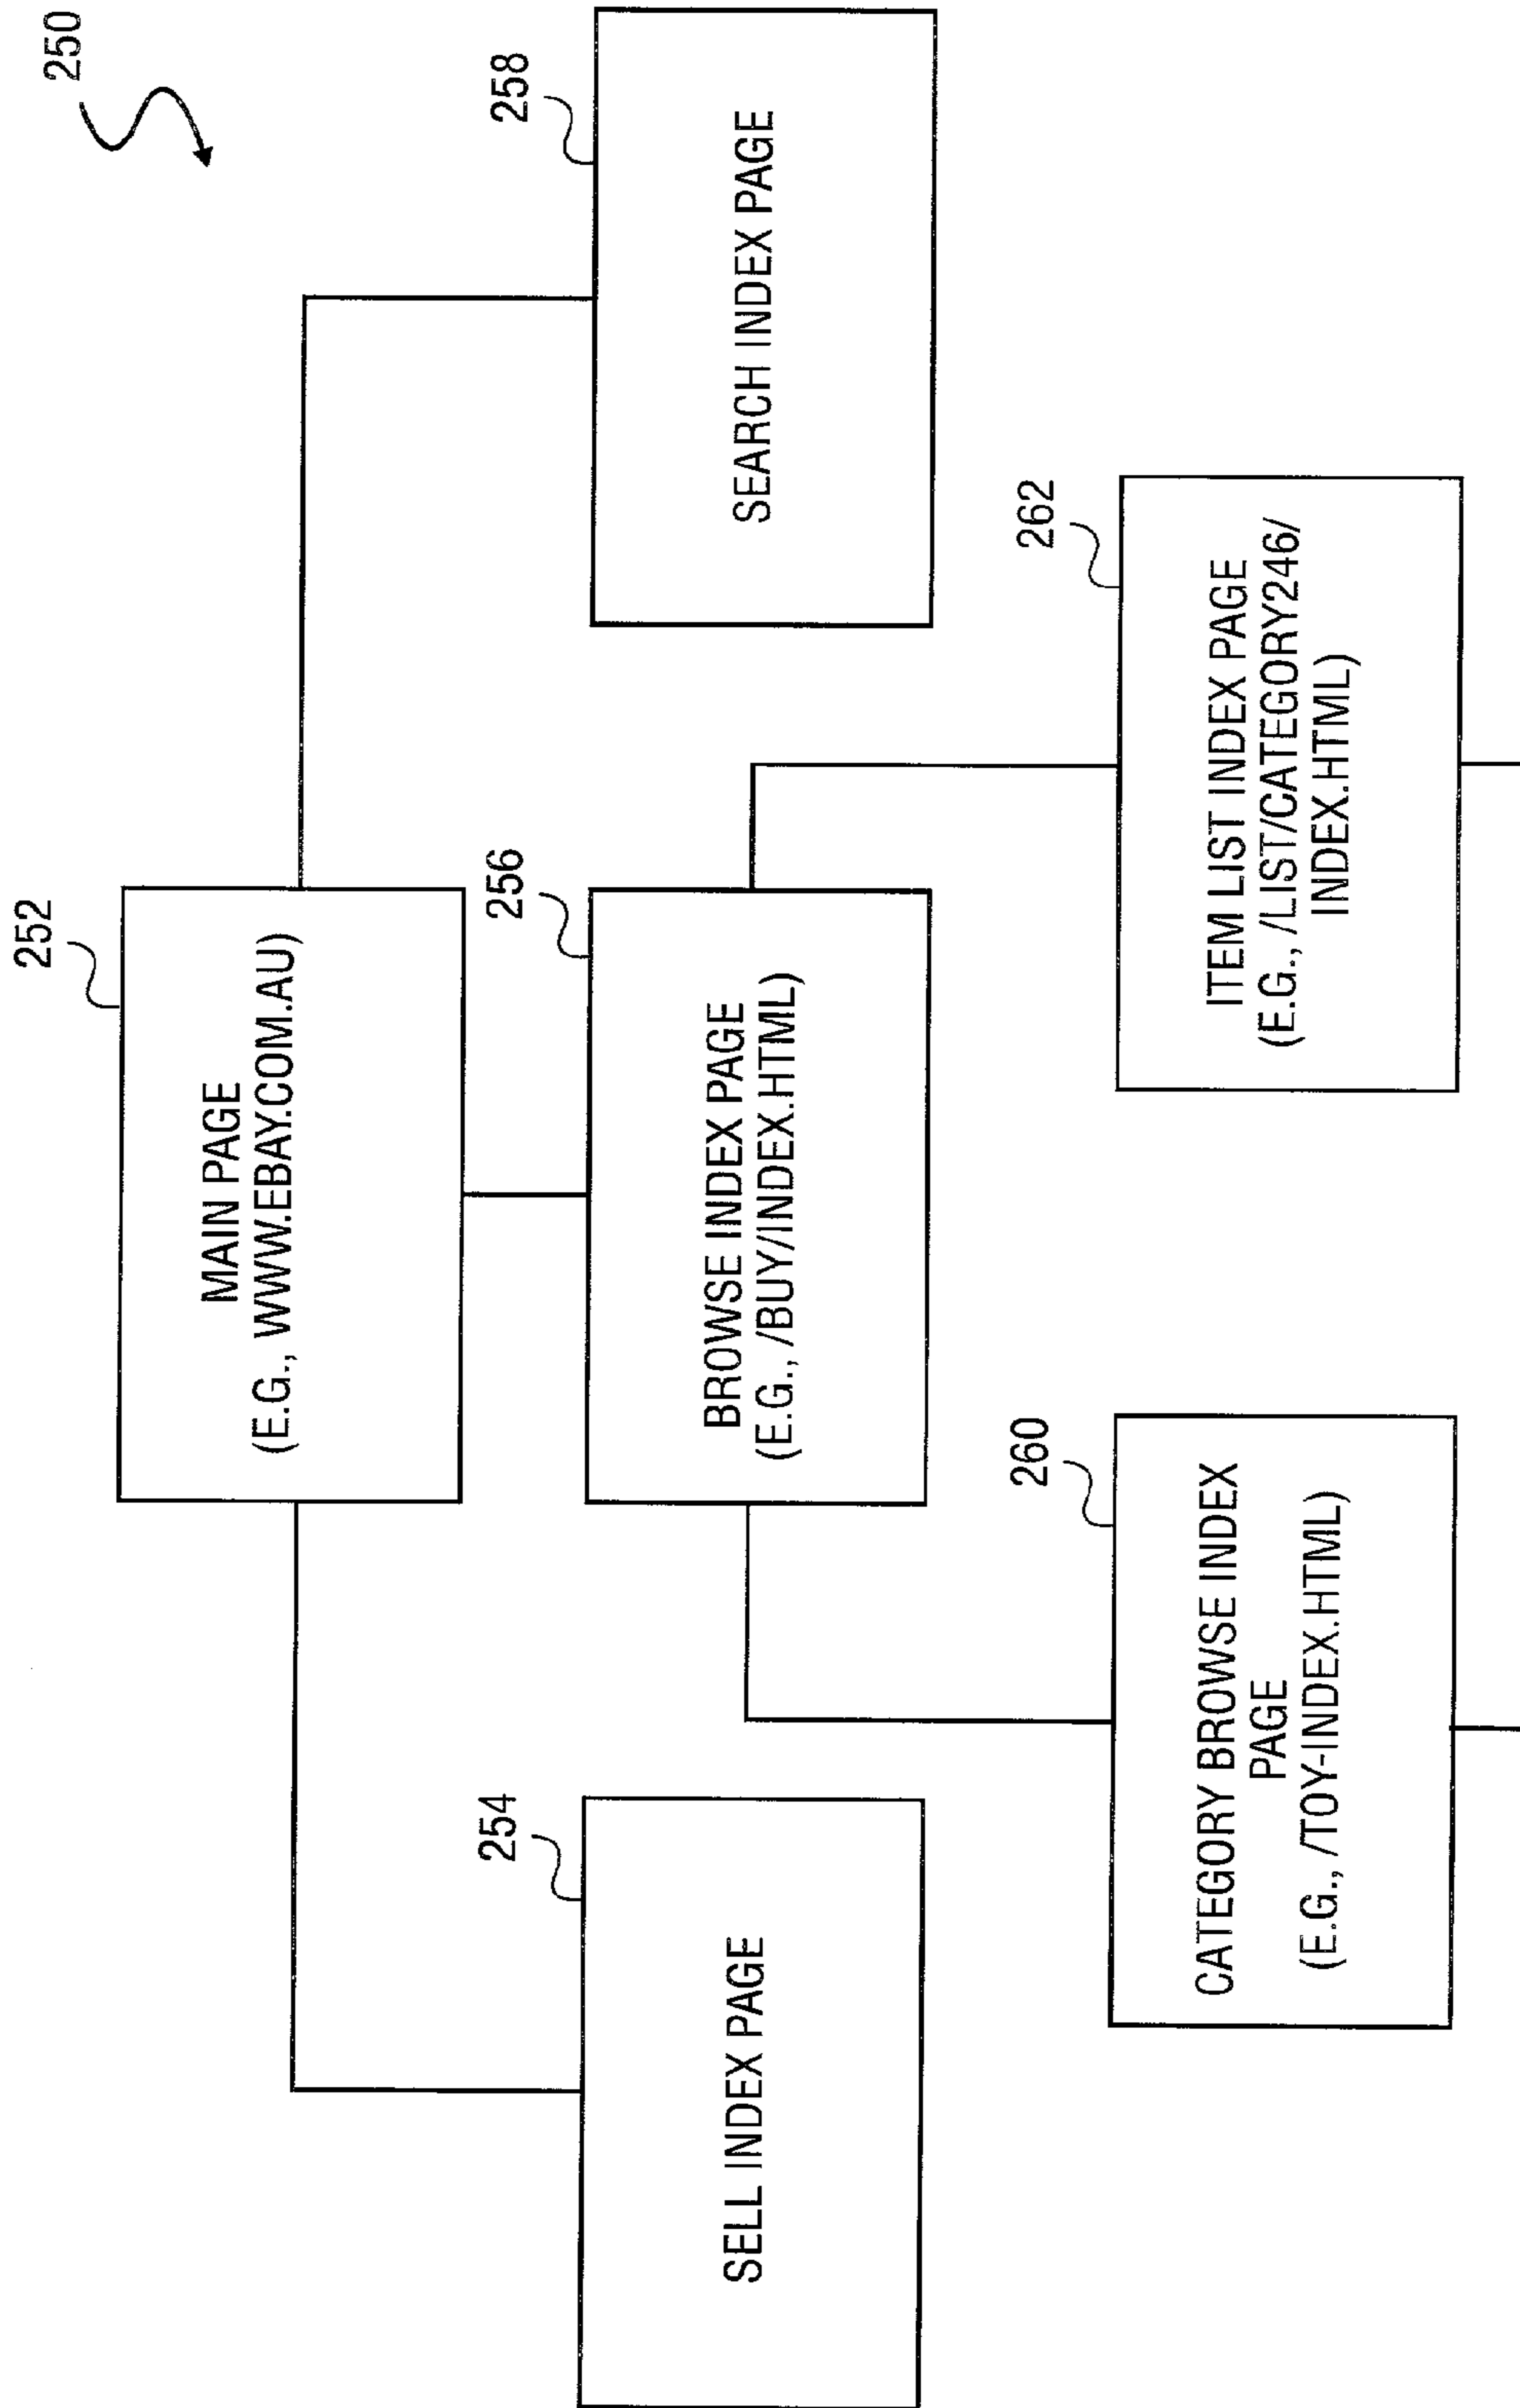 250
252
MAIN PAGE
(E.G., WWW.EBAY.COM.AU)
254
SELL INDEX PAGE
256
BROWSE INDEX PAGE
(E.G., /BUY/INDEX.HTML)
258
SEARCH INDEX PAGE
260
CATEGORY BROWSE INDEX
PAGE
(E.G., /TOY-INDEX.HTML)
262
ITEM LIST INDEX PAGE
(E.G., /LIST/CATEGORY246/
INDEX.HTML)